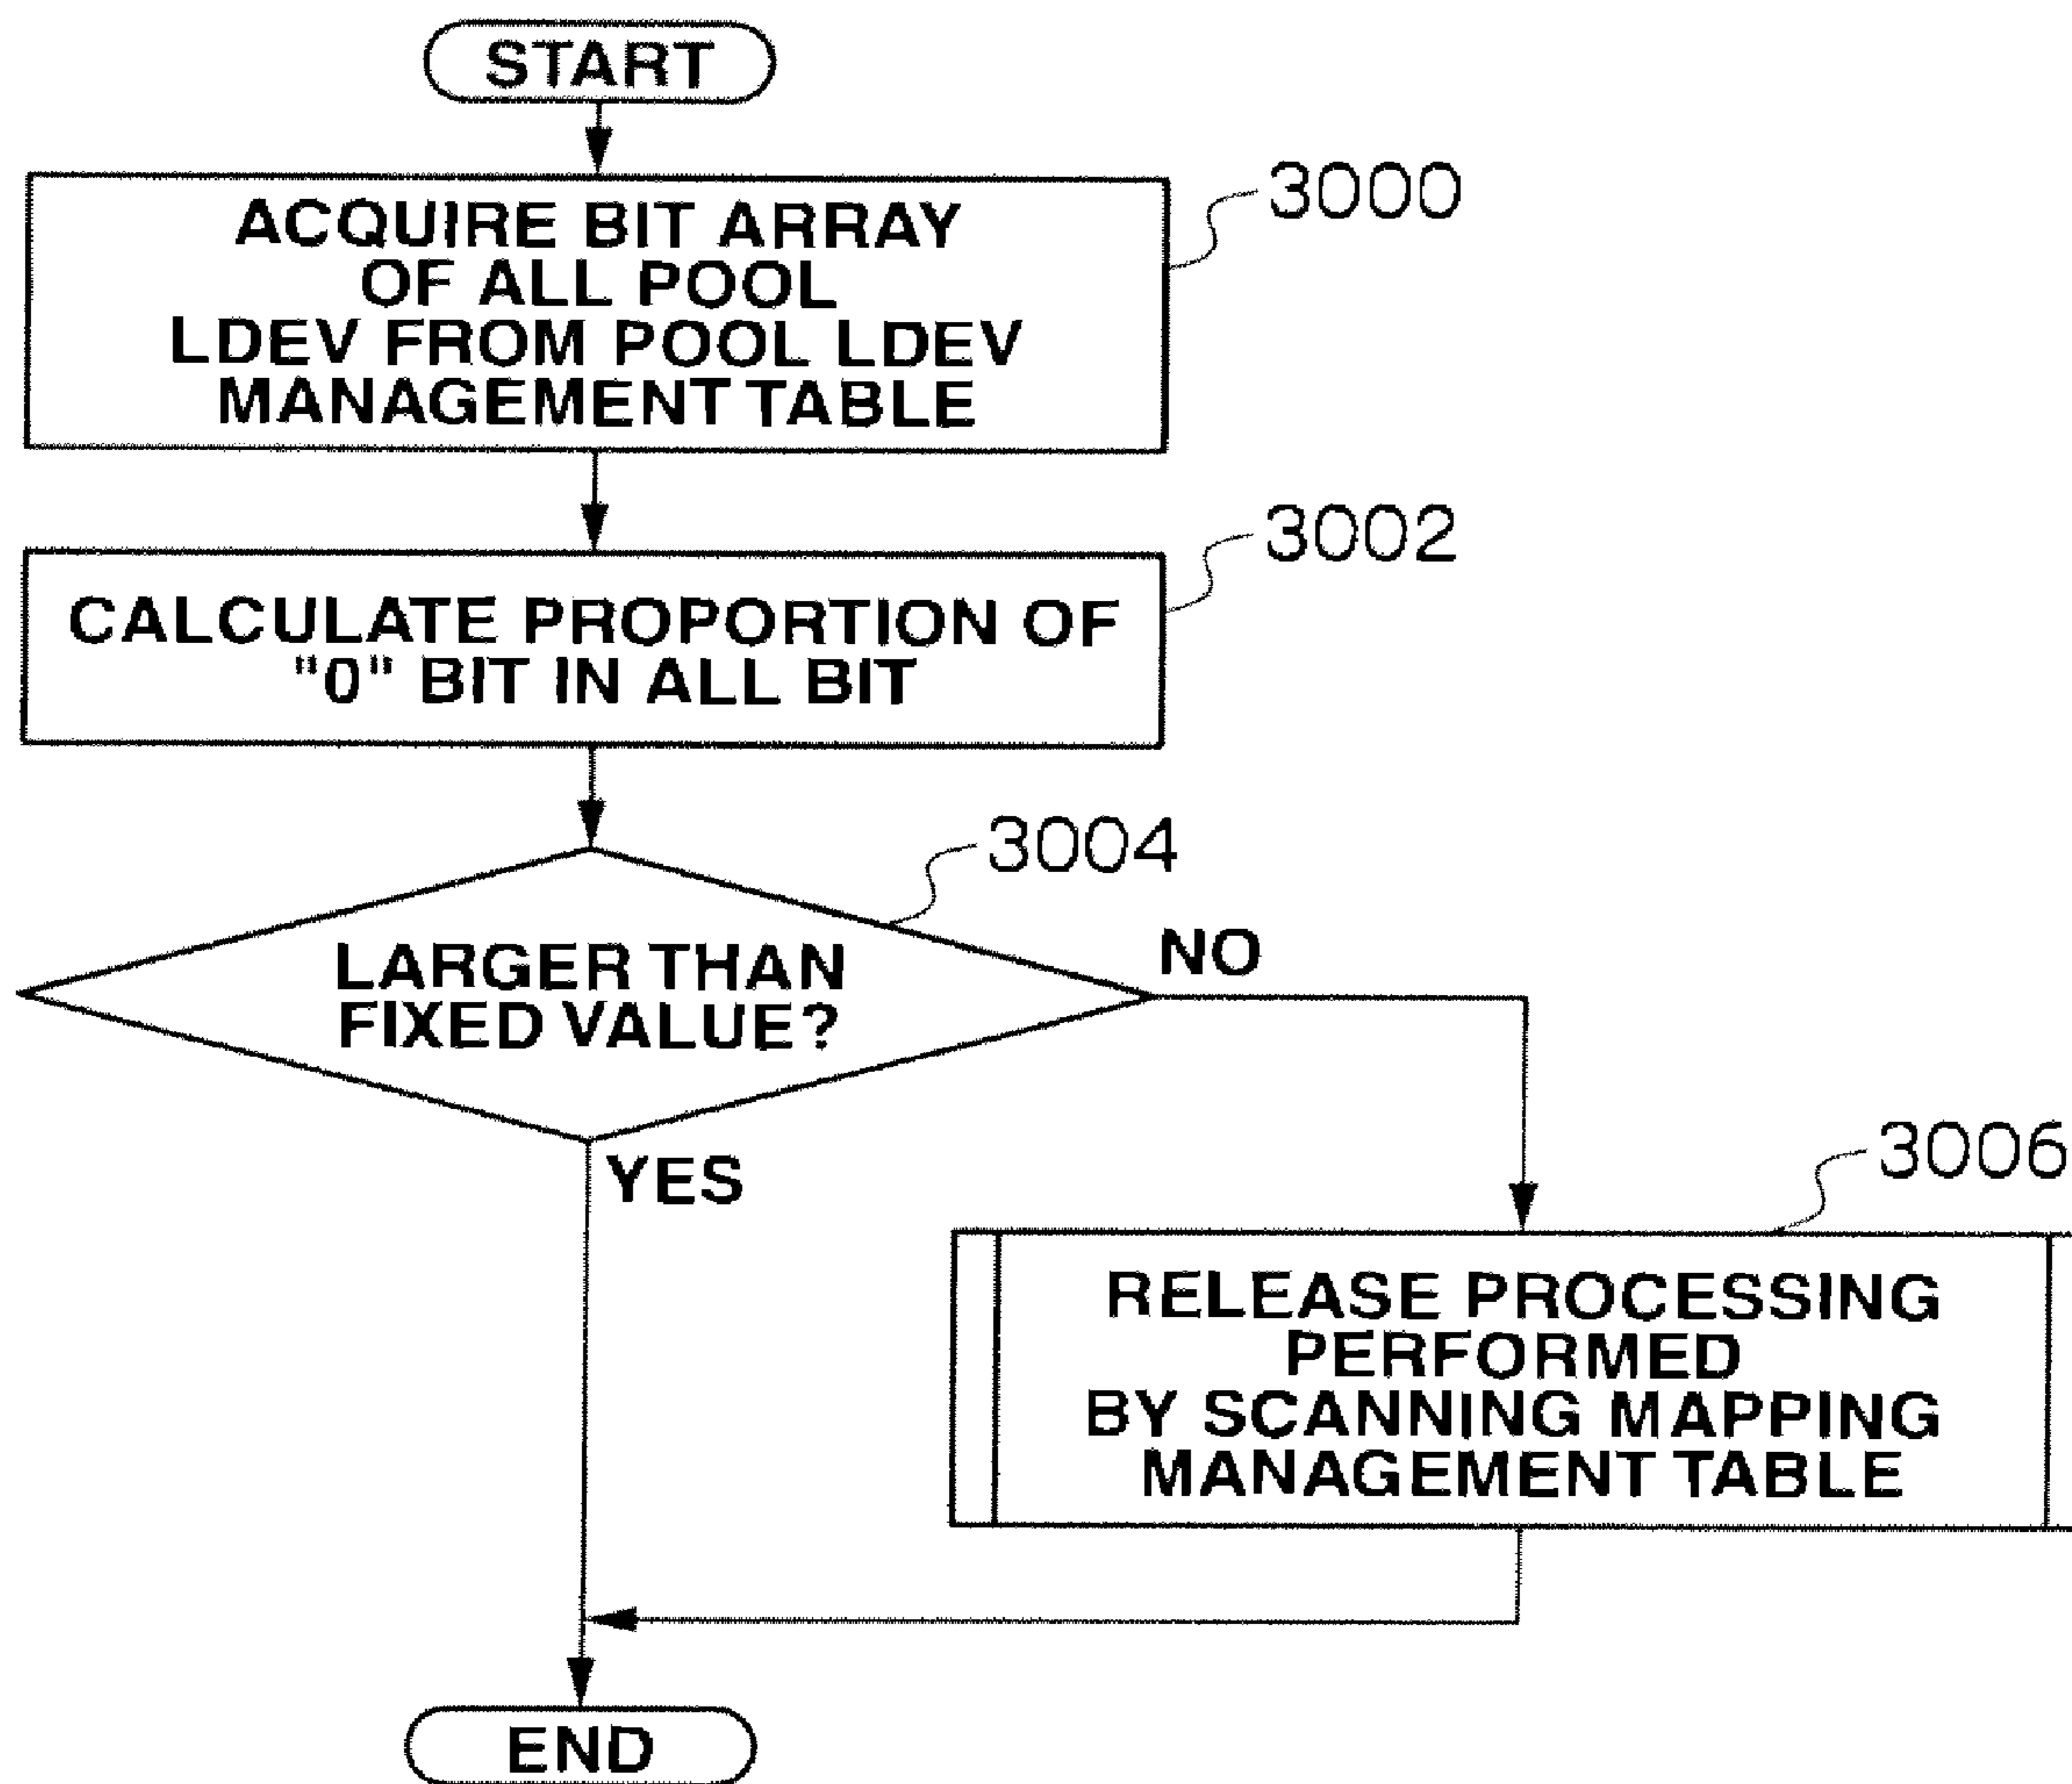 START
ACQUIRE BIT ARRAY
OF ALL POOL
LDEV FROM POOL LDEV
MANAGEMENT TABLE
3000
CALCULATE PROPORTION OF
"0" BIT IN ALL BIT
3002
3004
LARGER THAN
FIXED VALUE?
NO
YES
3006
RELEASE PROCESSING
PERFORMED
BY SCANNING MAPPING
MANAGEMENT TABLE
END